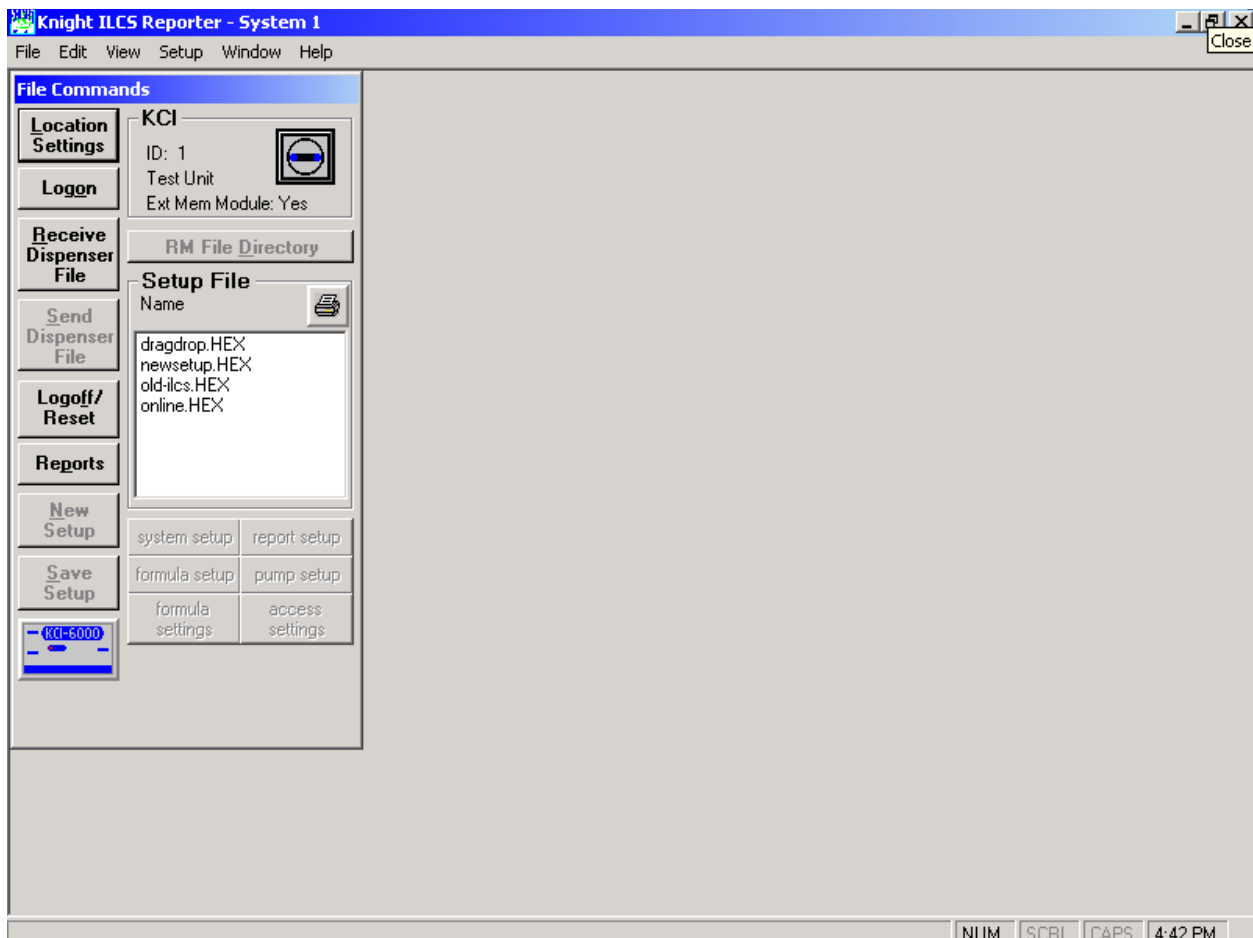 Knight ILCS Reporter - System 1
Close
File Edit View Setup Window Help
File Commands
Location
Settings
Logon
Receive
Dispenser
File
Send
Dispenser
File
Logoff/
Reset
Reports
New
Setup
Save
Setup
KCI-6000
KCI
ID: 1
Test Unit
Ext Mem Module: Yes
RM File Directory
Setup File
Name
dragdrop.HEX
newsetup.HEX
old-ilcs.HEX
online.HEX
system setup report setup
formula setup pump setup
formula
settings
access
settings
NUM SCRL CAPS 4:42 PM